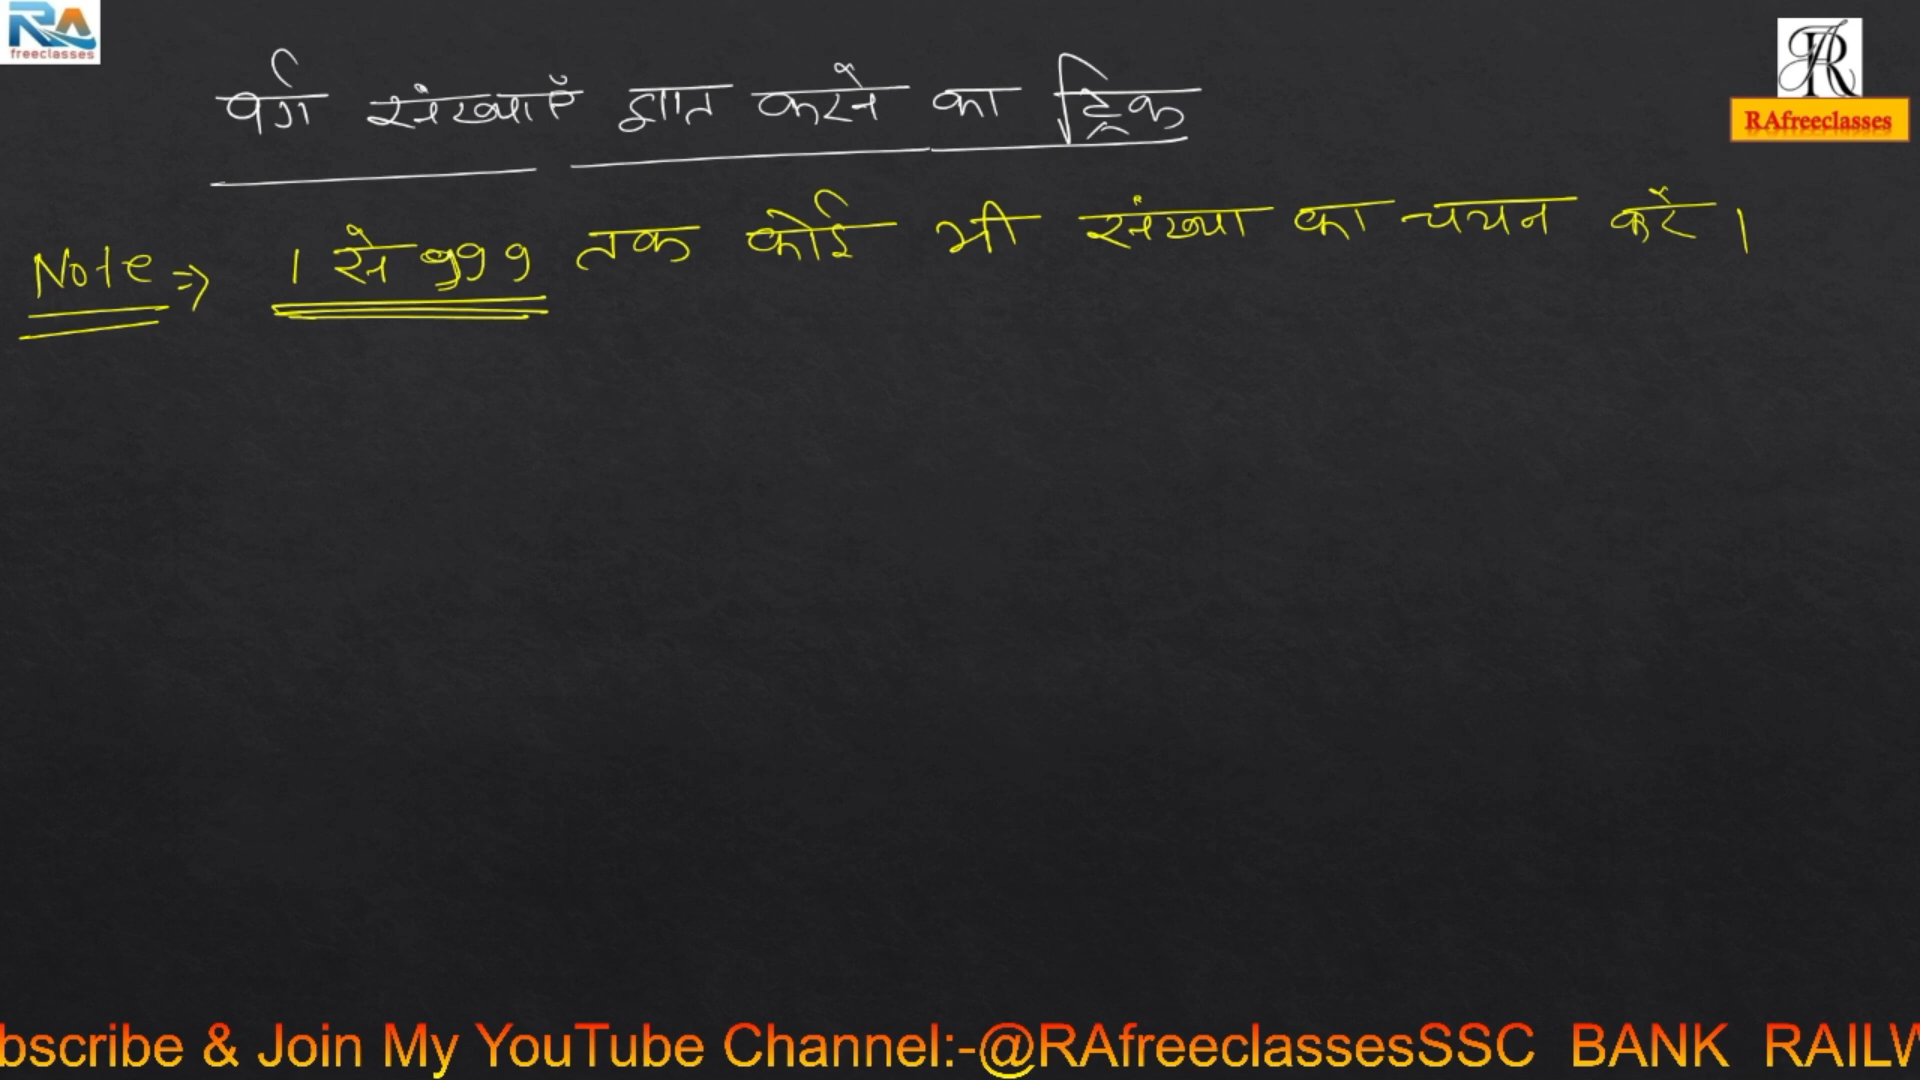 RA
freeclasses
वर्ग संख्याएँ ज्ञात करने का ट्रिक
RAfreeclasses
Note ⇒ 1 से 999 तक कोई भी संख्या का चयन करें।
bscribe & Join My YouTube Channel:-@RAfreeclassesSSC BANK RAILW